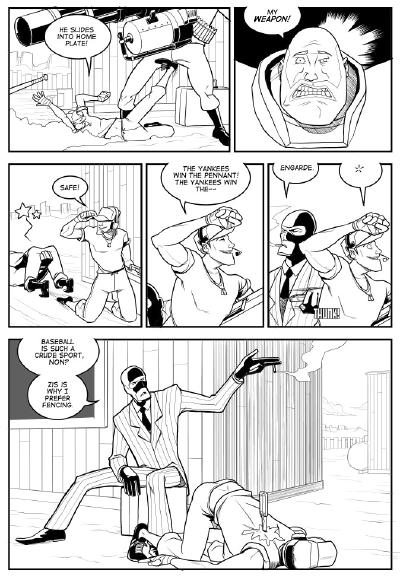 HE SLIDES
INTO HOME
PLATE!
MY
WEAPON!
SAFE!
THE YANKEES
WIN THE PENNANT!
THE YANKEES WIN
THE--
ENGARDE.
*
THUNK!
BASEBALL
IS SUCH A
CRUDE SPORT,
NON?
ZIS IS
WHY I
PREFER
FENCING.